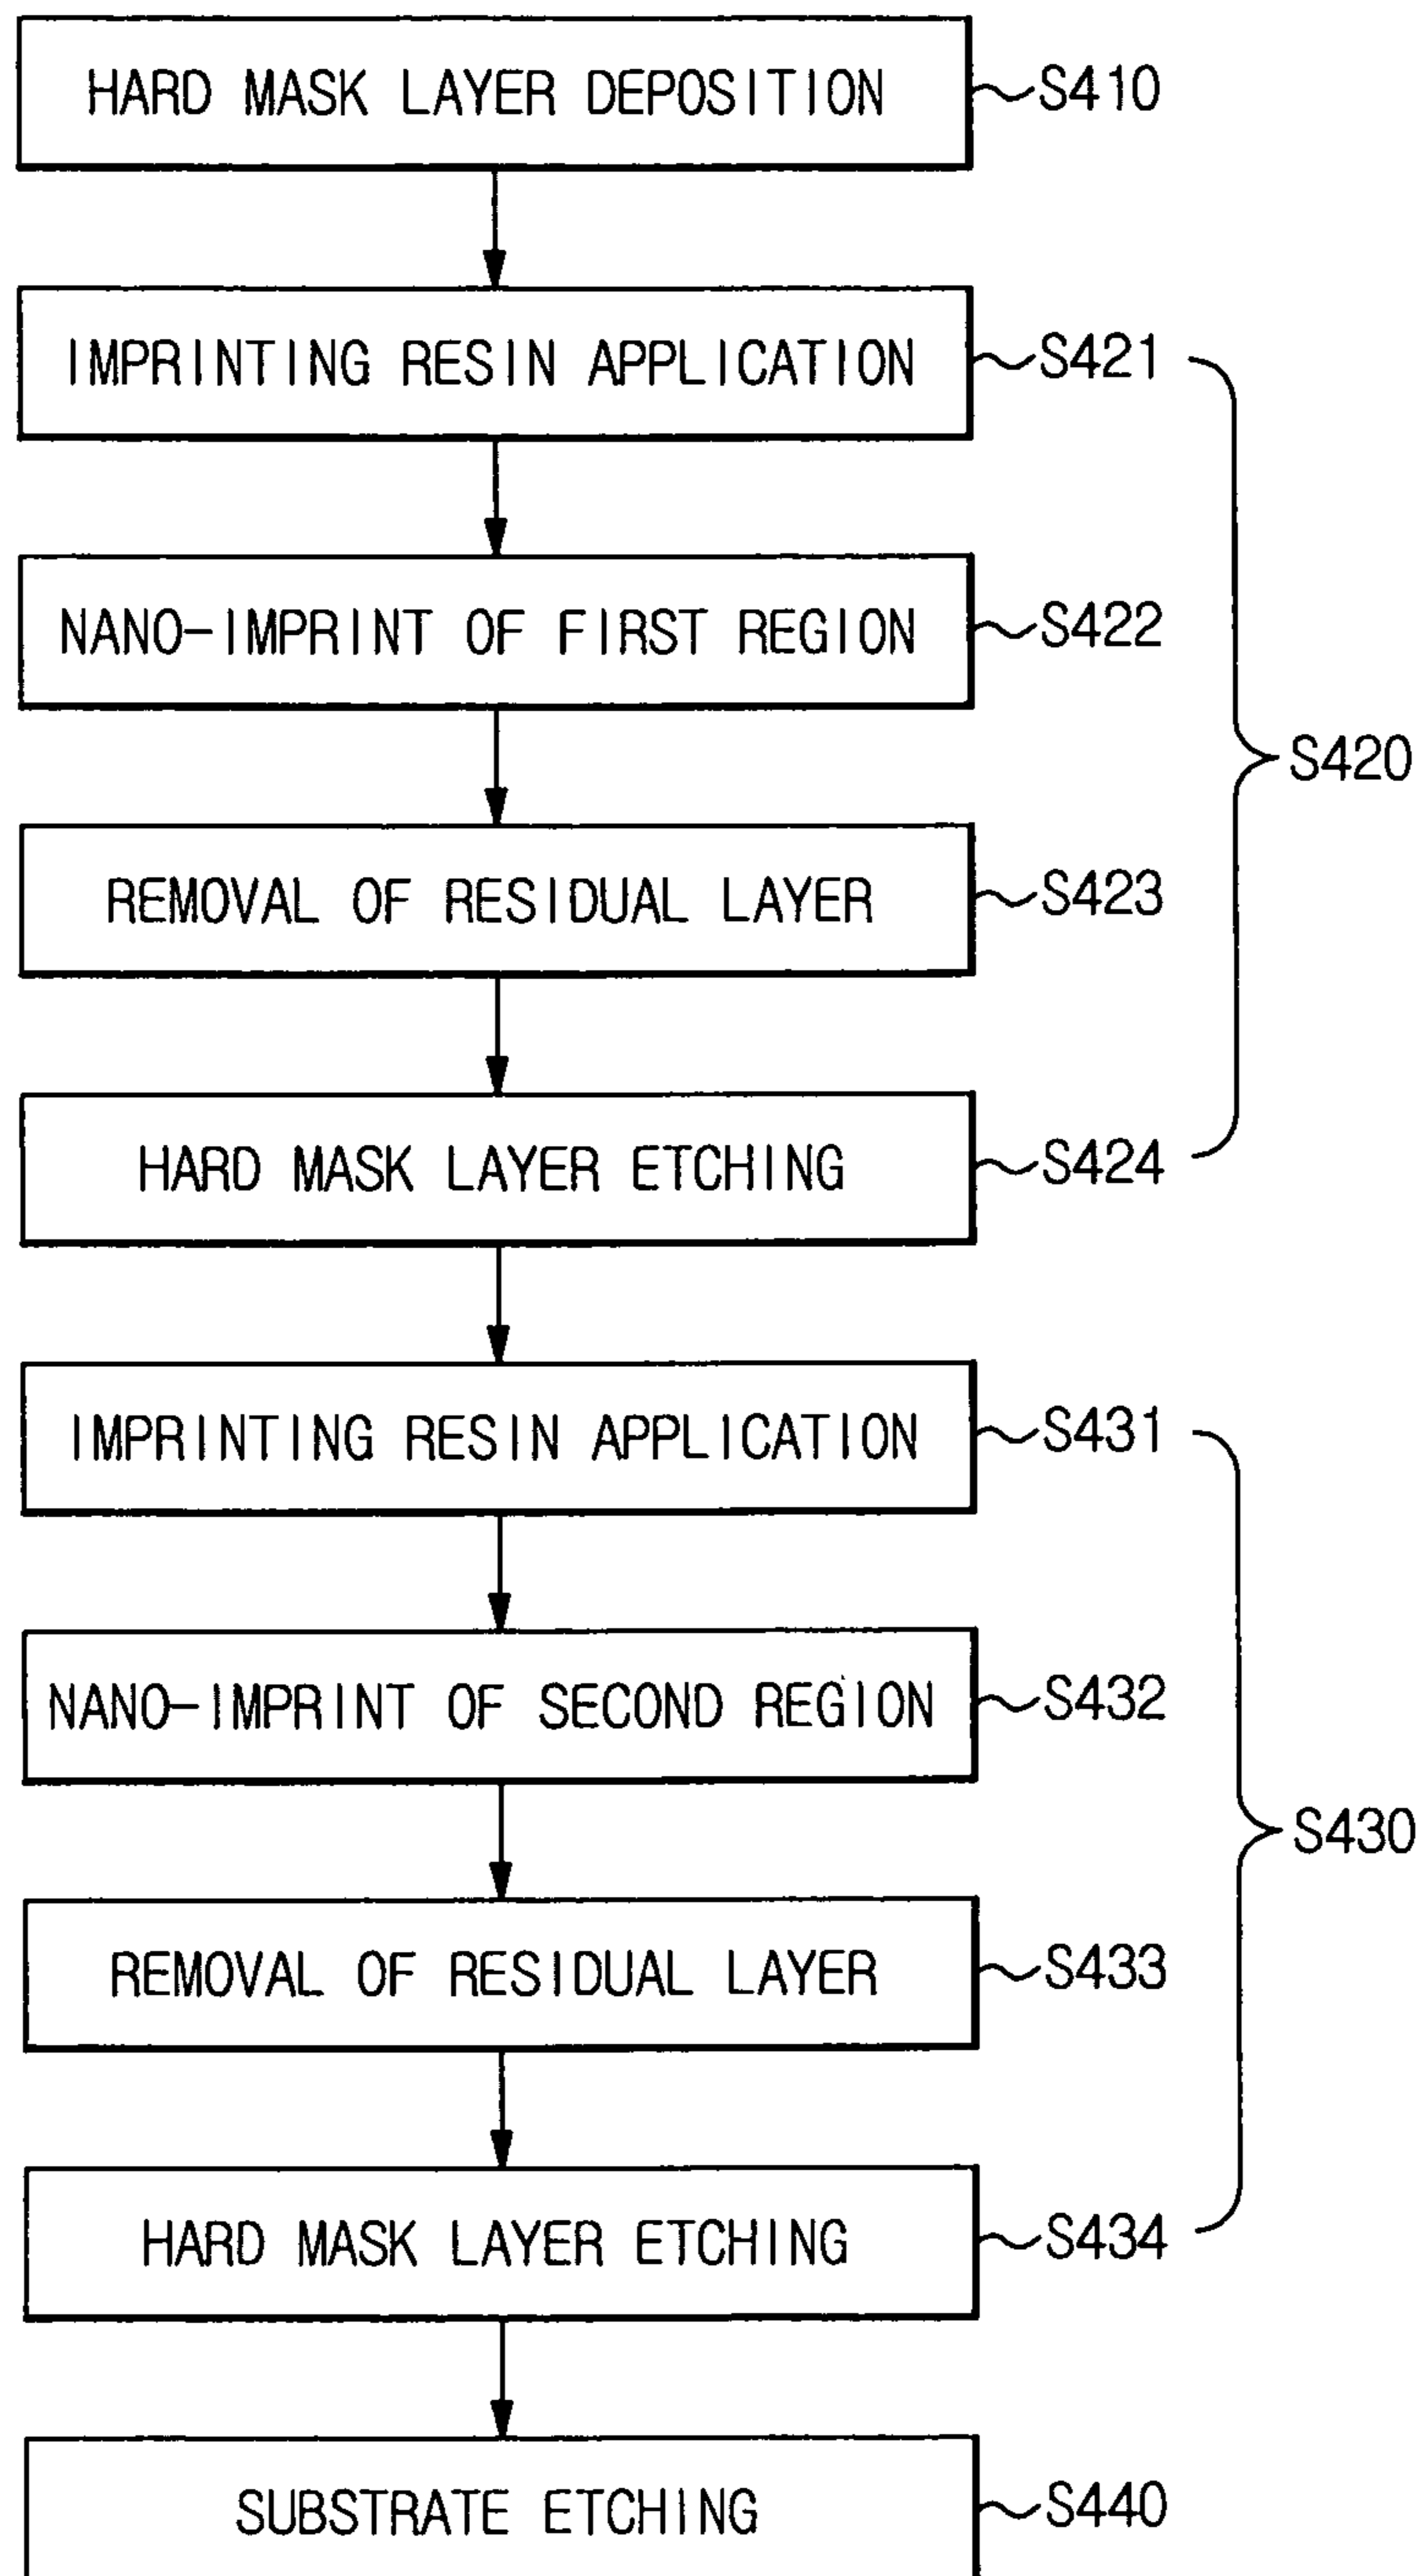 HARD MASK LAYER DEPOSITION S410
IMPRINTING RESIN APPLICATION S421
NANO-IMPRINT OF FIRST REGION S422
S420
REMOVAL OF RESIDUAL LAYER S423
HARD MASK LAYER ETCHING S424
IMPRINTING RESIN APPLICATION S431
NANO-IMPRINT OF SECOND REGION S432
S430
REMOVAL OF RESIDUAL LAYER S433
HARD MASK LAYER ETCHING S434
SUBSTRATE ETCHING S440